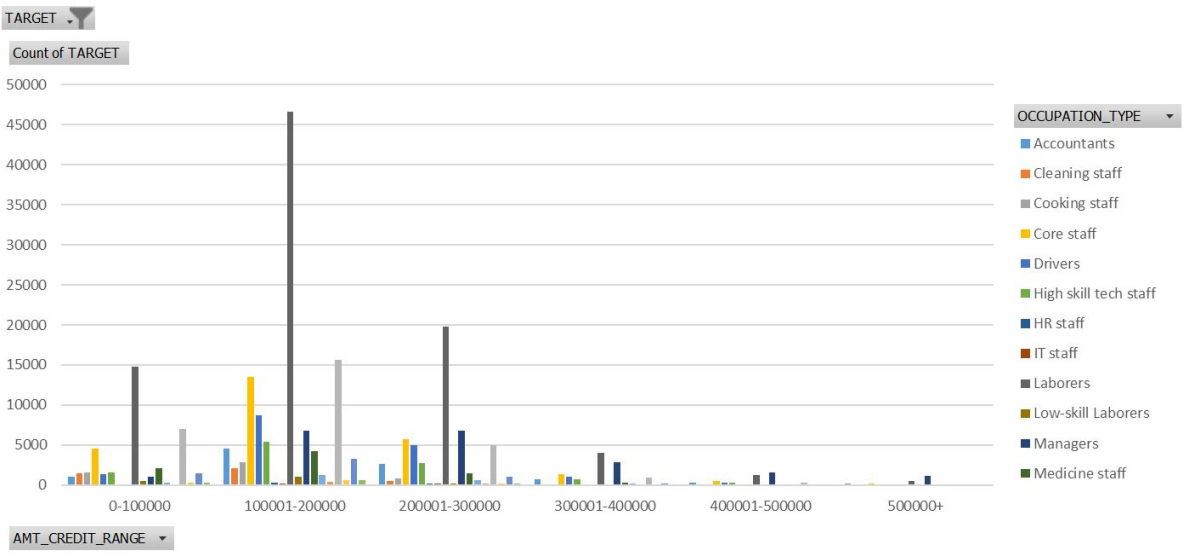 TARGET
Count of TARGET
50000
45000
40000
35000
30000
25000
20000
15000
10000
5000
0
0-100000 100001-200000 200001-300000 300001-400000 400001-500000 500000+
AMT_CREDIT_RANGE
OCCUPATION_TYPE
Accountants
Cleaning staff
Cooking staff
Core staff
Drivers
High skill tech staff
HR staff
IT staff
Laborers
Low-skill Laborers
Managers
Medicine staff